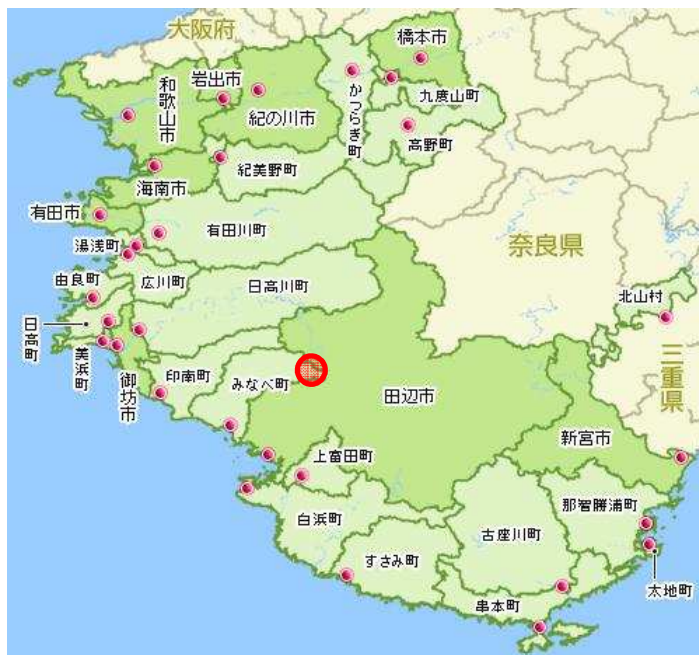 大阪府
橋本市
岩出市
和歌山市
かつらぎ町
九度山町
紀の川市
高野町
紀美野町
海南市
有田市
有田川町
湯浅町
奈良県
広川町
日高川町
由良町
北山村
日高町
美浜町
御坊市
印南町
みなべ町
田辺市
三重県
新宮市
上富田町
那智勝浦町
白浜町
古座川町
すさみ町
太地町
串本町